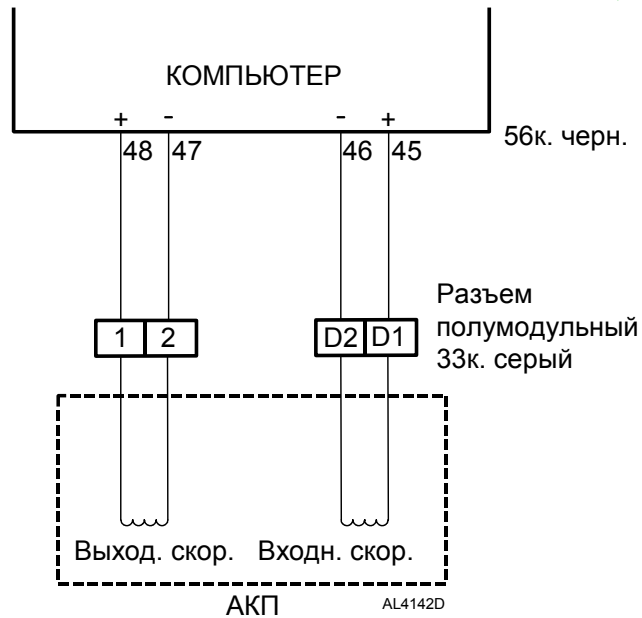 КОМПЬЮТЕР
+ - - +
48 47 46 45
56к. черн.
Разъем
полумодульный
33к. серый
1 2 D2 D1
Выход. скор. Входн. скор.
АКП
AL4142D